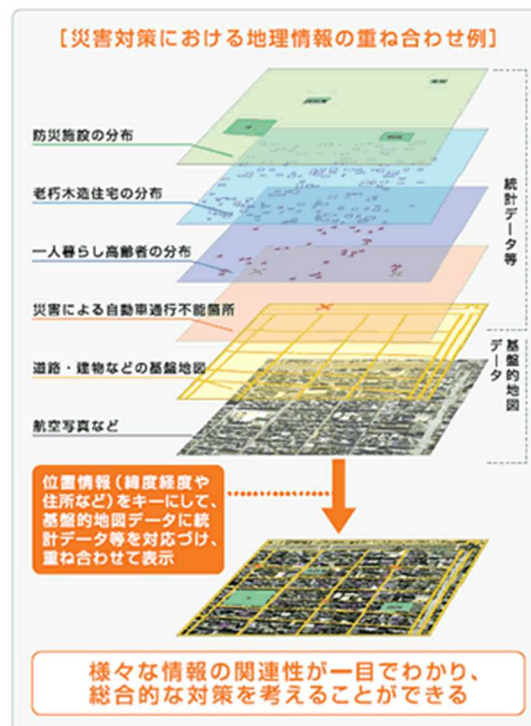 ［災害対策における地理情報の重ね合わせ例］
防災施設の分布
老朽木造住宅の分布
一人暮らし高齢者の分布
災害による自動車通行不能箇所
道路・建物などの基盤地図
航空写真など
統計データ等
基盤的地図
データ
位置情報（緯度経度や
住所など）をキーにして、
基盤的地図データに統
計データ等を対応づけ、
重ね合わせて表示
様々な情報の関連性が一目でわかり、
総合的な対策を考えることができる